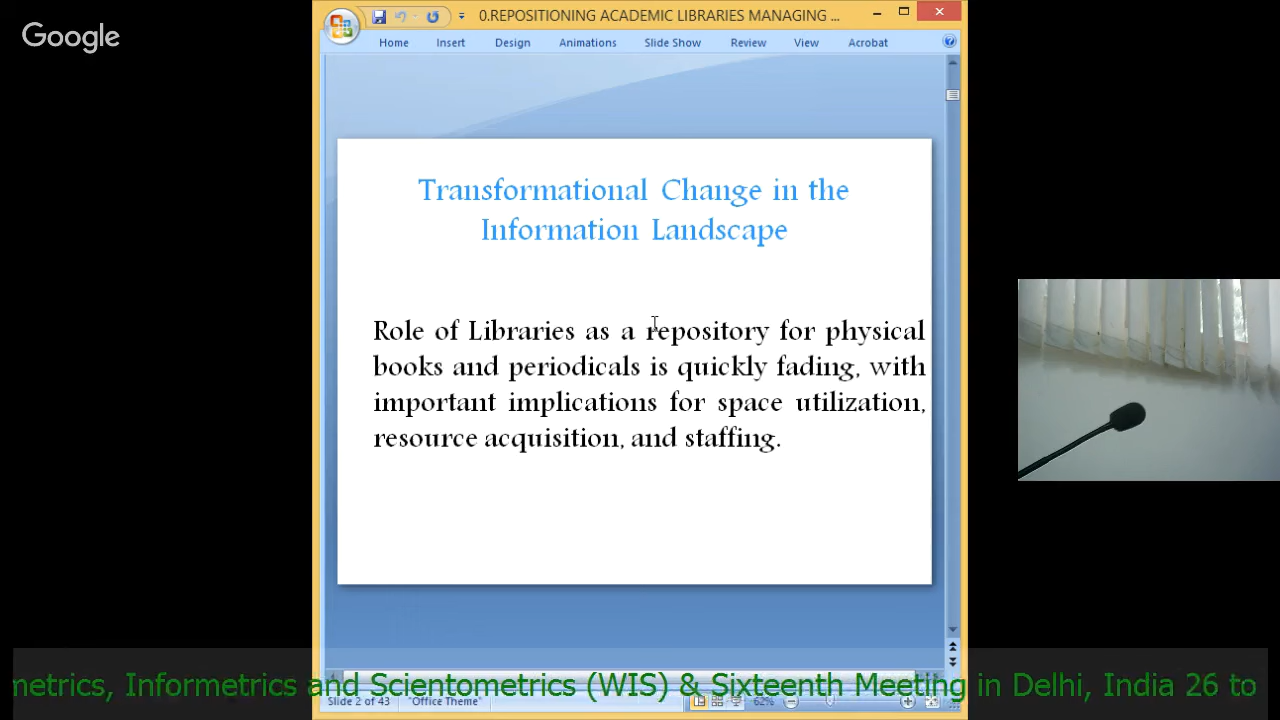 Google
0.REPOSITIONING ACADEMIC LIBRARIES MANAGING ...
Home Insert Design Animations Slide Show Review View Acrobat
Transformational Change in the
Information Landscape
Role of Libraries as a repository for physical
books and periodicals is quickly fading, with
important implications for space utilization,
resource acquisition, and staffing.
metrics, Informetrics and Scientometrics (WIS) & Sixteenth Meeting in Delhi, India 26 to
Slide 2 of 43 "Office Theme" 62%